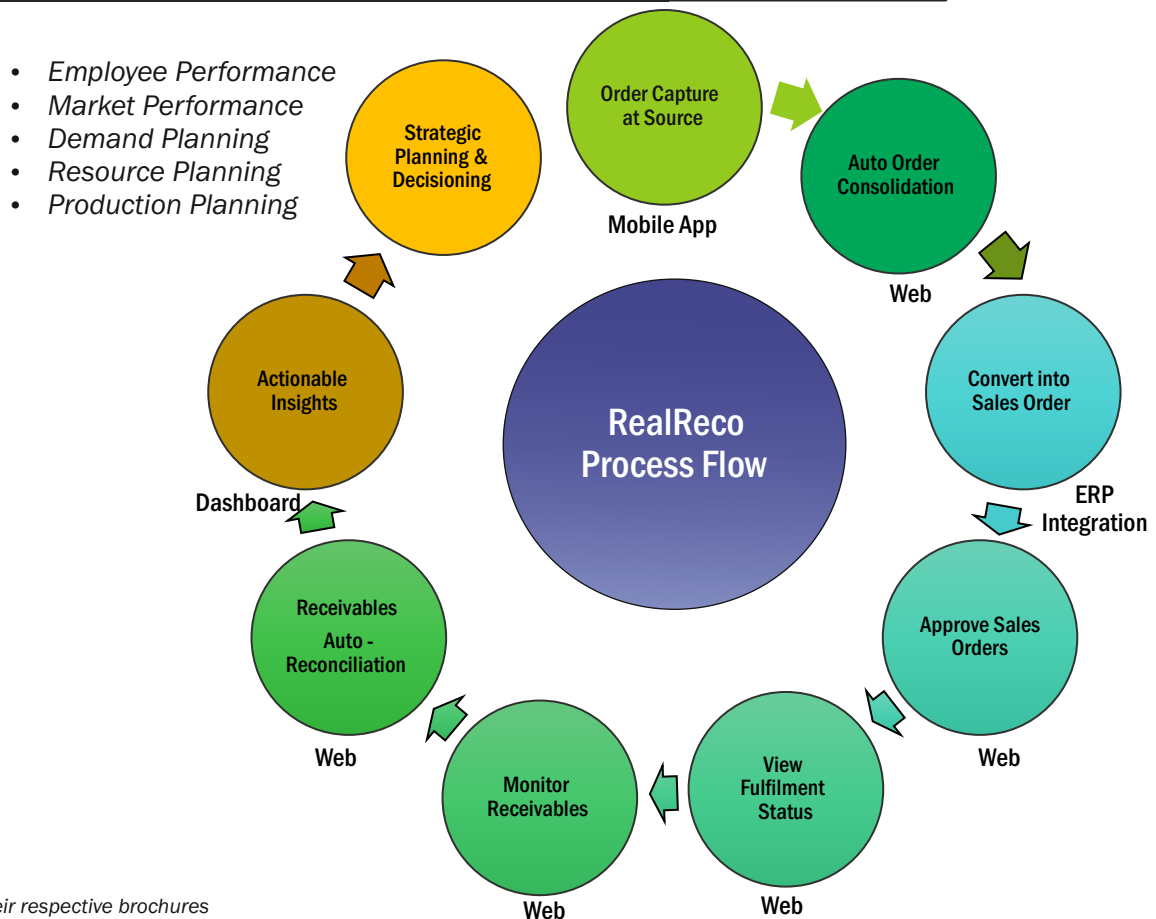 • Employee Performance
• Market Performance
• Demand Planning
• Resource Planning
• Production Planning
Strategic
Planning &
Decisioning
Order Capture
at Source
Mobile App
Auto Order
Consolidation
Web
Convert into
Sales Order
ERP
Integration
Approve Sales
Orders
Web
View
Fulfilment
Status
Web
Monitor
Receivables
Web
Receivables
Auto -
Reconciliation
Web
Actionable
Insights
Dashboard
RealReco
Process Flow
respective brochures